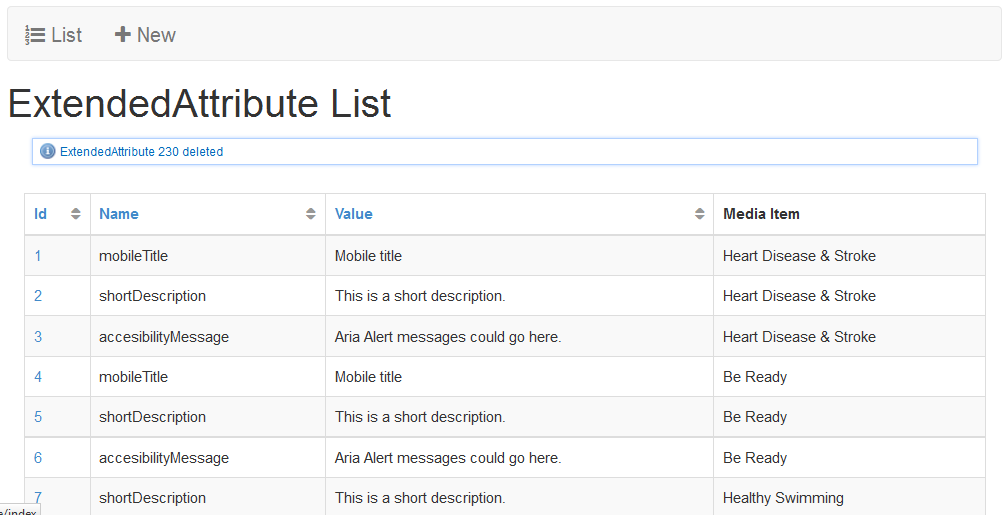 List New
ExtendedAttribute List
ExtendedAttribute 230 deleted
Id Name Value Media Item
1 mobileTitle Mobile title Heart Disease & Stroke
2 shortDescription This is a short description. Heart Disease & Stroke
3 accesibilityMessage Aria Alert messages could go here. Heart Disease & Stroke
4 mobileTitle Mobile title Be Ready
5 shortDescription This is a short description. Be Ready
6 accesibilityMessage Aria Alert messages could go here. Be Ready
7 shortDescription This is a short description. Healthy Swimming
e/index